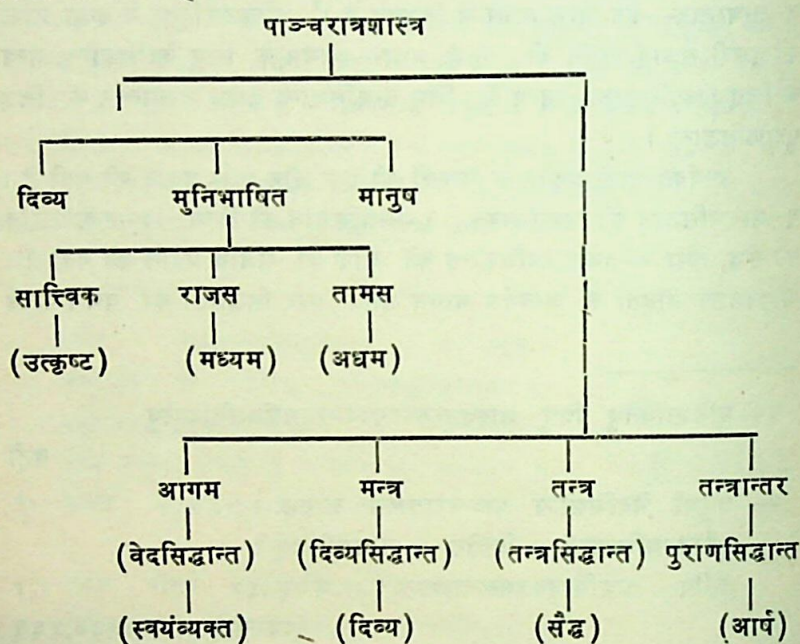 पाञ्चरात्रशास्त्र
दिव्य मुनिभाषित मानुष
सात्त्विक राजस तामस
(उत्कृष्ट) (मध्यम) (अधम)
आगम मन्त्र तन्त्र तन्त्रान्तर
(वेदसिद्धान्त) (दिव्यसिद्धान्त) (तन्त्रसिद्धान्त) पुराणसिद्धान्त
(स्वयंव्यक्त) (दिव्य) (सैद्ध) (आर्ष)